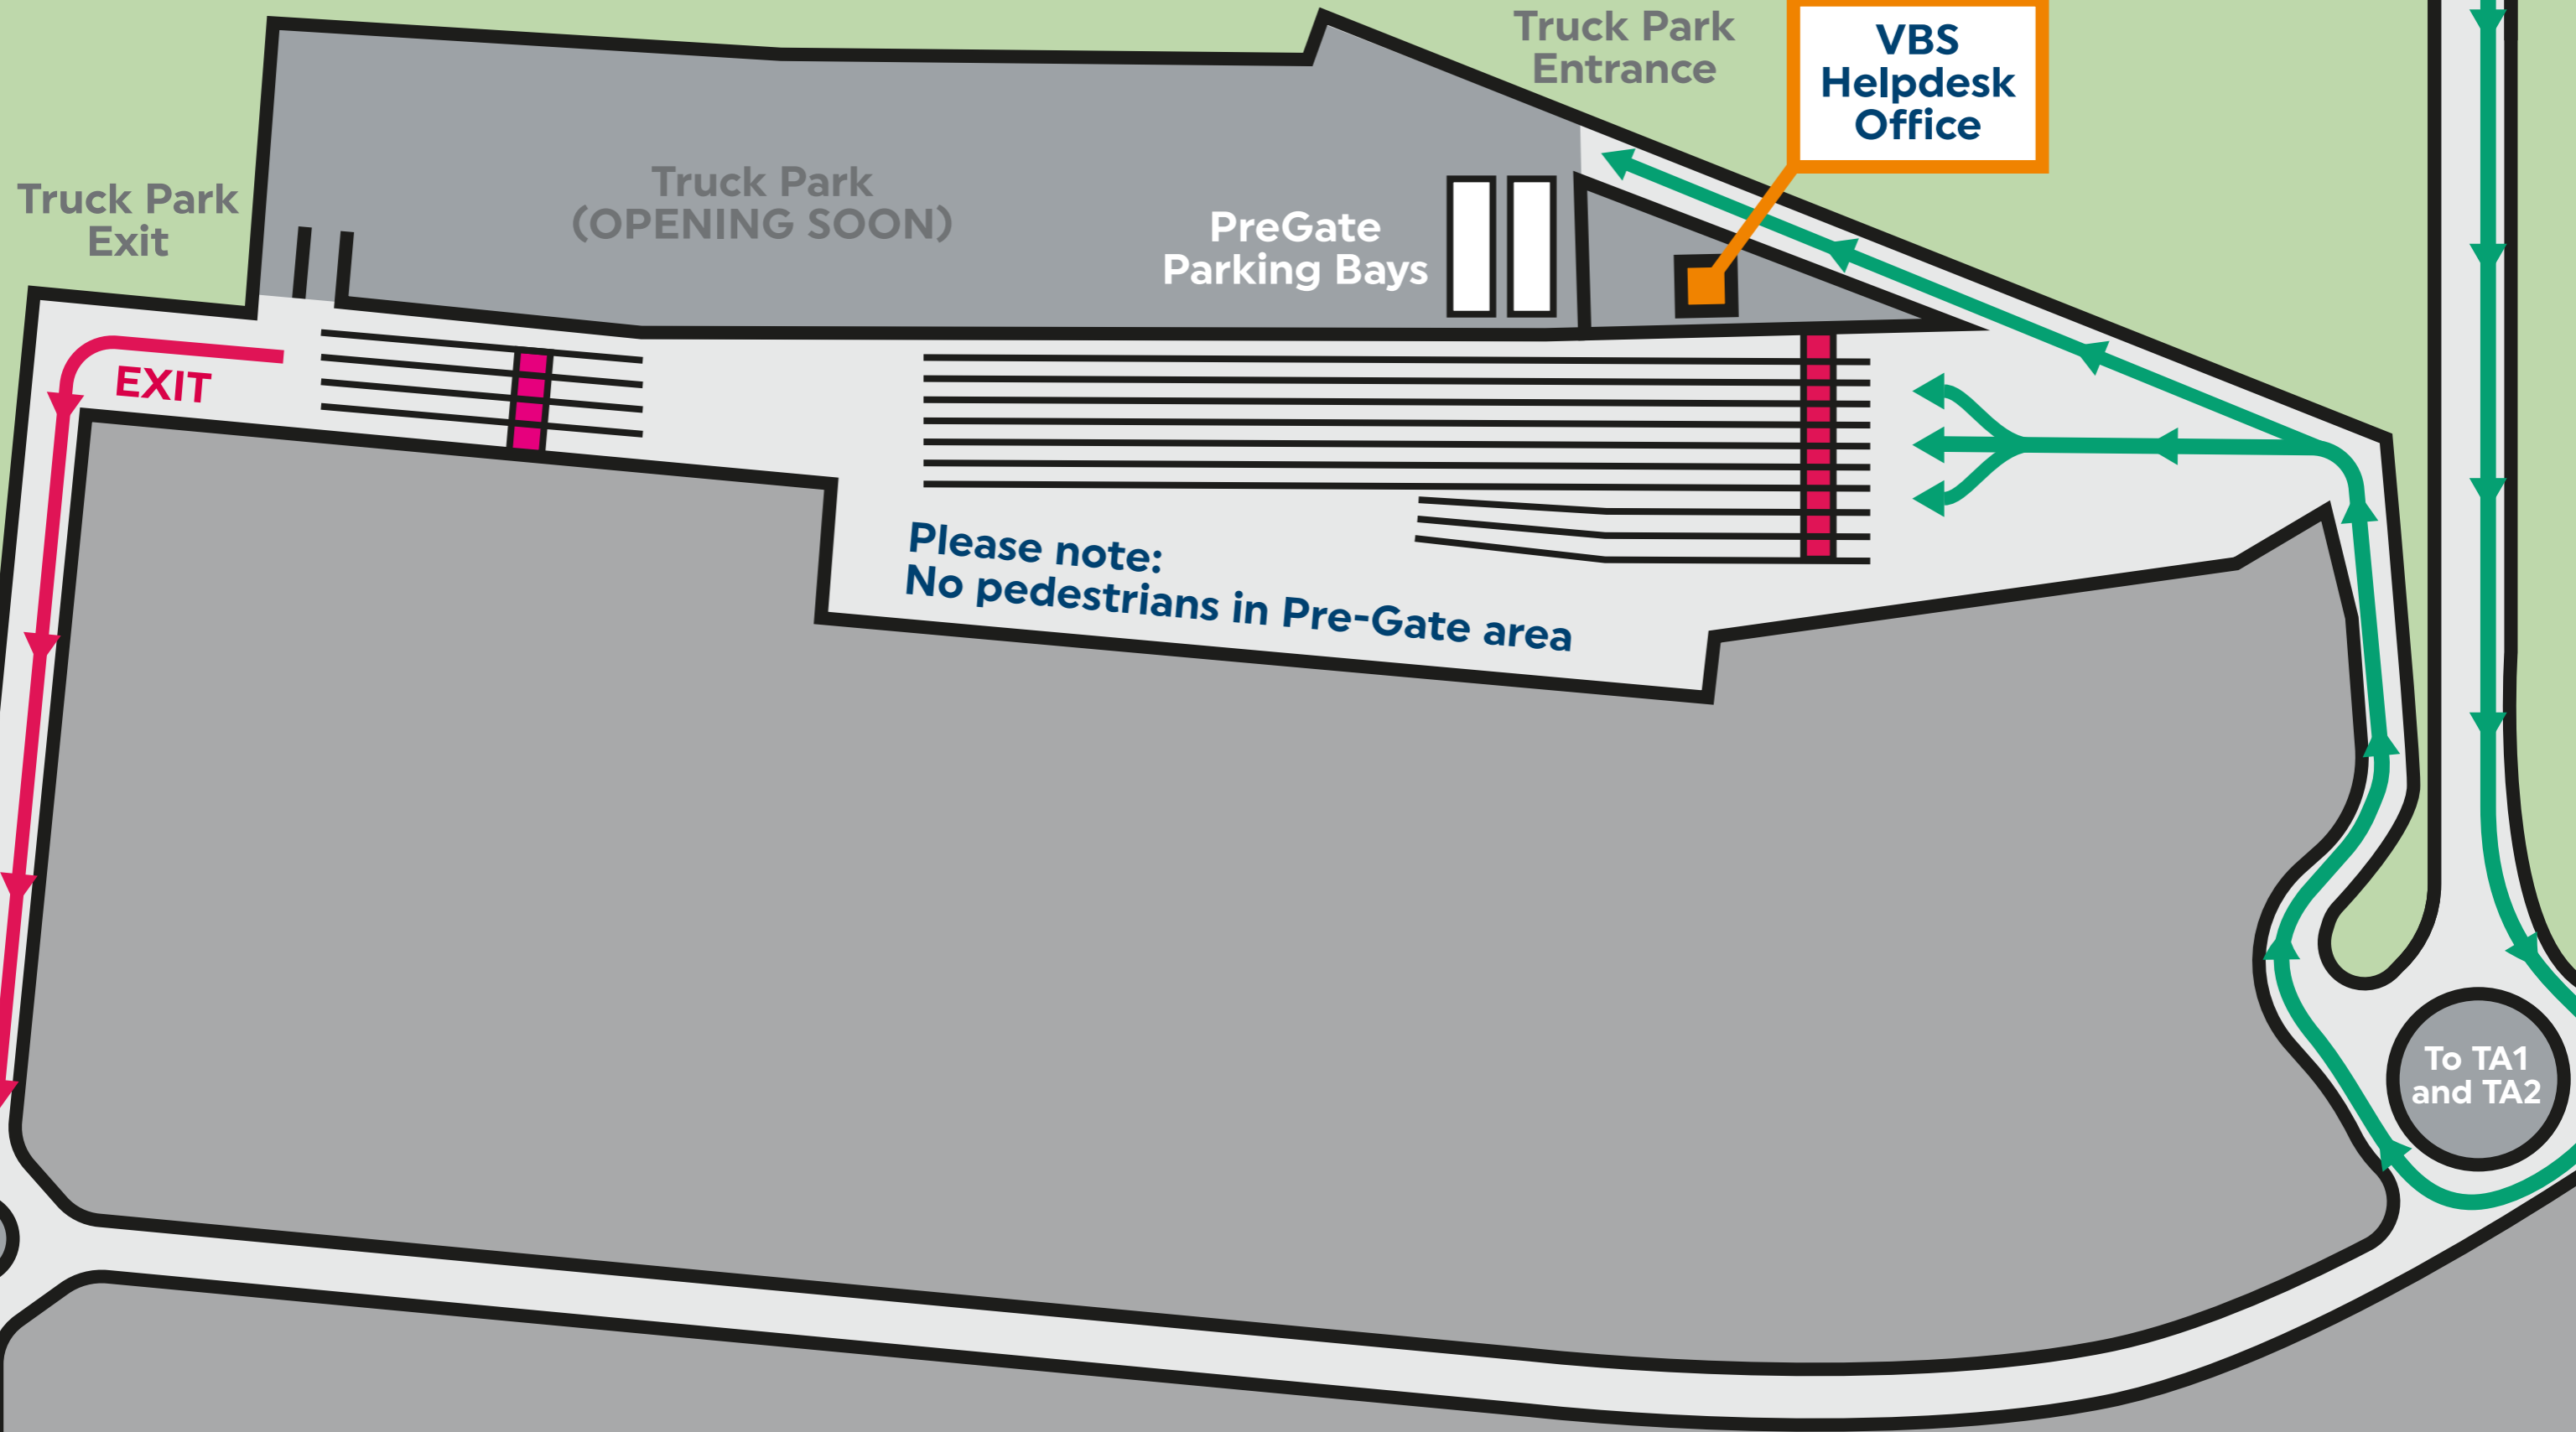 Truck Park
Entrance
VBS
Helpdesk
Office
Truck Park
Exit
Truck Park
(OPENING SOON)
PreGate
Parking Bays
EXIT
Please note:
No pedestrians in Pre-Gate area
To TA1
and TA2